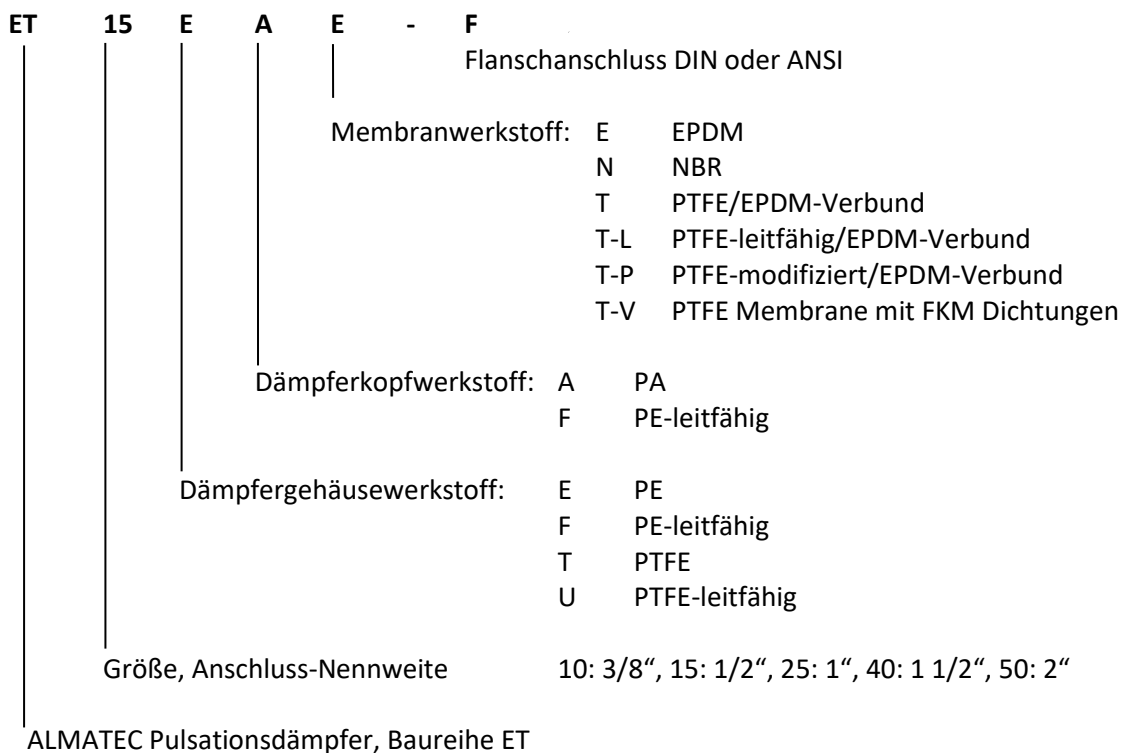 ET 15 E A E - F
Flanschanschluss DIN oder ANSI
Membranwerkstoff: E EPDM
N NBR
T PTFE/EPDM-Verbund
T-L PTFE-leitfähig/EPDM-Verbund
T-P PTFE-modifiziert/EPDM-Verbund
T-V PTFE Membrane mit FKM Dichtungen
Dämpferkopfwerkstoff: A PA
F PE-leitfähig
Dämpfergehäusewerkstoff: E PE
F PE-leitfähig
T PTFE
U PTFE-leitfähig
Größe, Anschluss-Nennweite 10: 3/8“, 15: 1/2“, 25: 1“, 40: 1 1/2“, 50: 2“
ALMATEC Pulsationsdämpfer, Baureihe ET